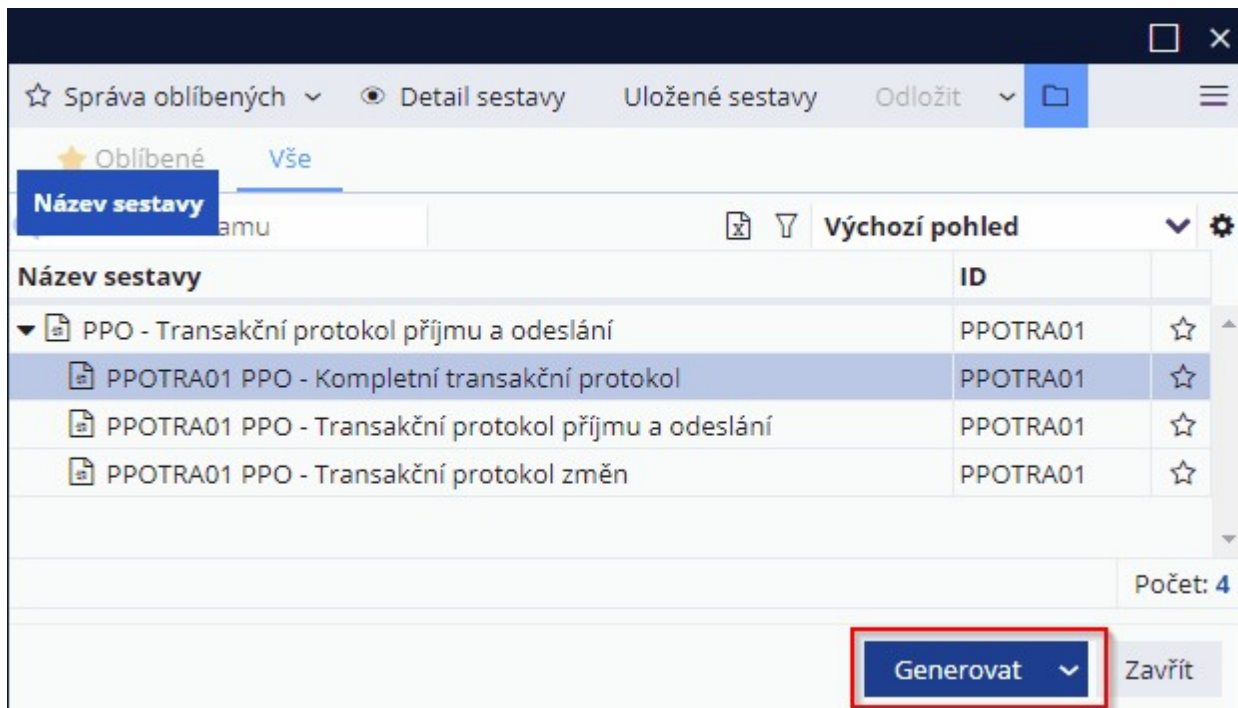 Správa oblíbených Detail sestavy Uložené sestavy Odložit
Oblíbené Vše
Název sestavy
amu Výchozí pohled
Název sestavy ID
PPO - Transakční protokol příjmu a odeslání PPOTRA01
PPOTRA01 PPO - Kompletní transakční protokol PPOTRA01
PPOTRA01 PPO - Transakční protokol příjmu a odeslání PPOTRA01
PPOTRA01 PPO - Transakční protokol změn PPOTRA01
Počet: 4
Generovat Zavřít